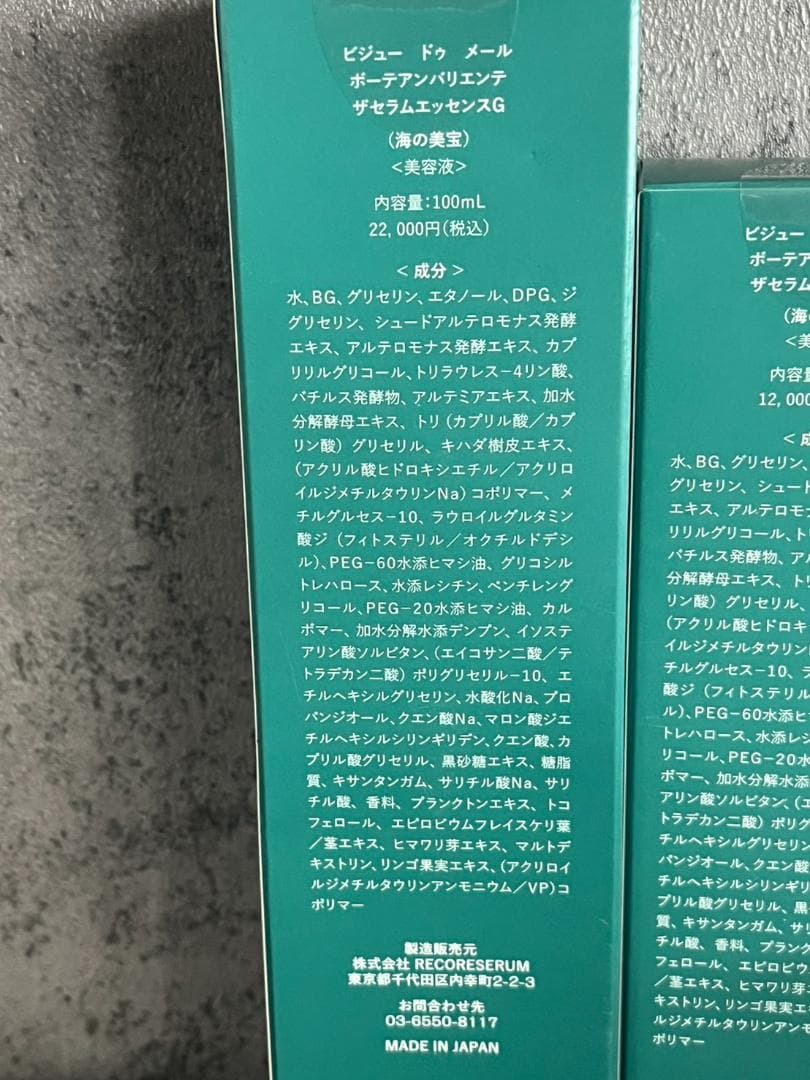 ビジュー ドゥ メール
ボーテアンバリエンテ
ザセラムエッセンスG
(海の美宝)
<美容液>
内容量:100mL
22,000円(税込)
<成分>
水、BG、グリセリン、エタノール、DPG、ジ
グリセリン、シュードアルテロモナス発酵
エキス、アルテロモナス発酵エキス、カプ
リリルグリコール、トリラウレス-4リン酸、
バチルス発酵物、アルテミアエキス、加水
分解酵母エキス、トリ(カプリル酸/カプ
リン酸)グリセリル、キハダ樹皮エキス、
(アクリル酸ヒドロキシエチル/アクリロ
イルジメチルタウリンNa)コポリマー、メ
チルグルセス-10、ラウロイルグルタミン
酸ジ(フィトステリル/オクチルドデシ
ル)、PEG-60水添ヒマシ油、グリコシル
トレハロース、水添レシチン、ペンチレング
リコール、PEG-20水添ヒマシ油、カル
ボマー、加水分解水添デンプン、イソステ
アリン酸ソルビタン、(エイコサン二酸/テ
トラデカン二酸)ポリグリセリル-10、エ
チルヘキシルグリセリン、水酸化Na、プロ
パンジオール、クエン酸Na、マロン酸ジエ
チルヘキシルシリンギリデン、クエン酸、カ
プリル酸グリセリル、黒砂糖エキス、糖脂
質、キサンタンガム、サリチル酸Na、サリ
チル酸、香料、プランクトンエキス、トコ
フェロール、エピロビウムフレイスケリ葉
/茎エキス、ヒマワリ芽エキス、マルトデ
キストリン、リンゴ果実エキス、(アクリロイ
ルジメチルタウリンアンモニウム/VP)コ
ポリマー
製造販売元
株式会社 RECORESERUM
東京都千代田区内幸町2-2-3
お問合わせ先
03-6550-8117
MADE IN JAPAN
ビジュー
ボーテア
ザセラム
(海
<美
内容量
12,000
<成
水、BG、グリセリン、
グリセリン、シュード
エキス、アルテロモナ
リリルグリコール、ト
バチルス発酵物、アル
分解酵母エキス、トリ
リン酸)グリセリル、
(アクリル酸ヒドロキ
イルジメチルタウリン
チルグルセス-10、
酸ジ(フィトステリル
ル)、PEG-60水添ヒ
トレハロース、水添レ
リコール、PEG-20水
ボマー、加水分解水添
アリン酸ソルビタン、(
トラデカン二酸)ポリグ
チルヘキシルグリセリン
パンジオール、クエン酸
チルヘキシルシリンギリ
プリル酸グリセリル、黒
質、キサンタンガム、サリ
チル酸、香料、プランク
フェロール、エピロビウ
/茎エキス、ヒマワリ芽
キストリン、リンゴ果実エ
ルジメチルタウリンアンモ
ポリマー